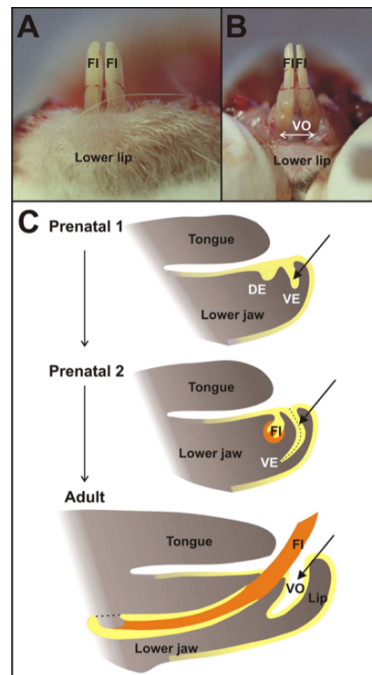 A
FI
FI
Lower lip
B
FI
FI
VO
Lower lip
C
Prenatal 1
Tongue
DE
VE
Lower jaw
Prenatal 2
Tongue
FI
Lower jaw
VE
Adult
FI
Tongue
VO
Lip
Lower jaw